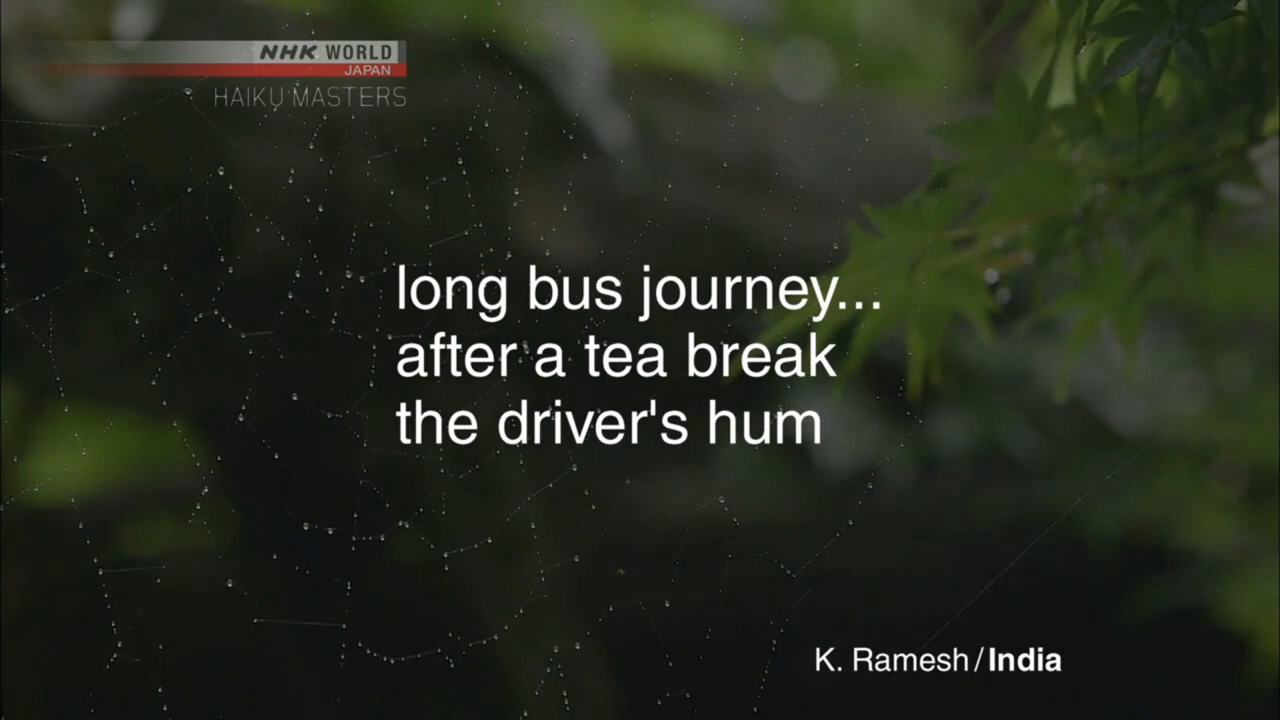 NHK WORLD
JAPAN
HAIKU MASTERS
long bus journey...
after a tea break
the driver's hum
K. Ramesh/India